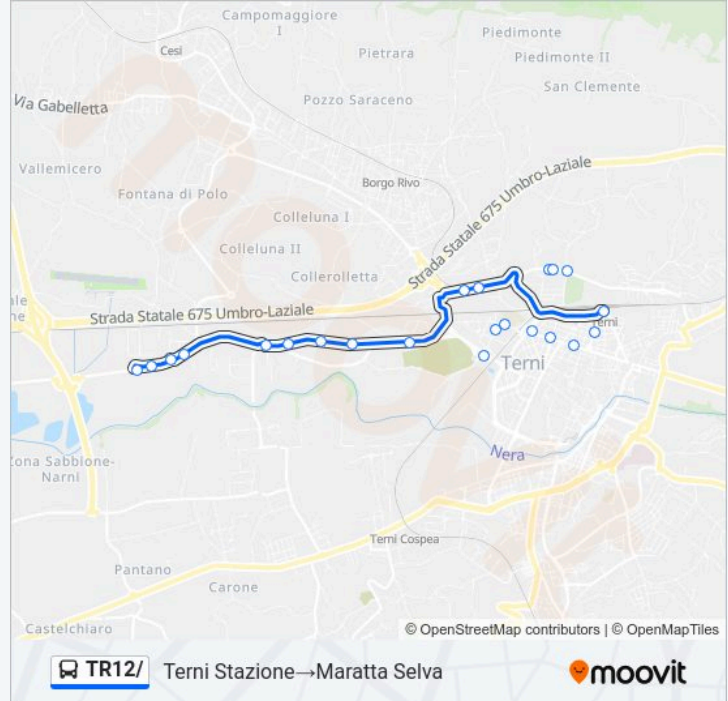 Campomaggiore
I
Cesi
Piedimonte
Pietrara
Piedimonte II
San Clemente
Via Gabelletta
Pozzo Saraceno
Vallemicero
Borgo Rivo
Fontana di Polo
Strada Statale 675 Umbro-Laziale
Colleluna I
Colleluna II
Collerolletta
Strada Statale 675 Umbro-Laziale
Terni
Terni
Nera
Zona Sabbione-
Narni
Terni Cospea
Pantano
Carone
Castelchiaro
© OpenStreetMap contributors | © OpenMapTiles
TR12/ Terni Stazione→Maratta Selva
moovit